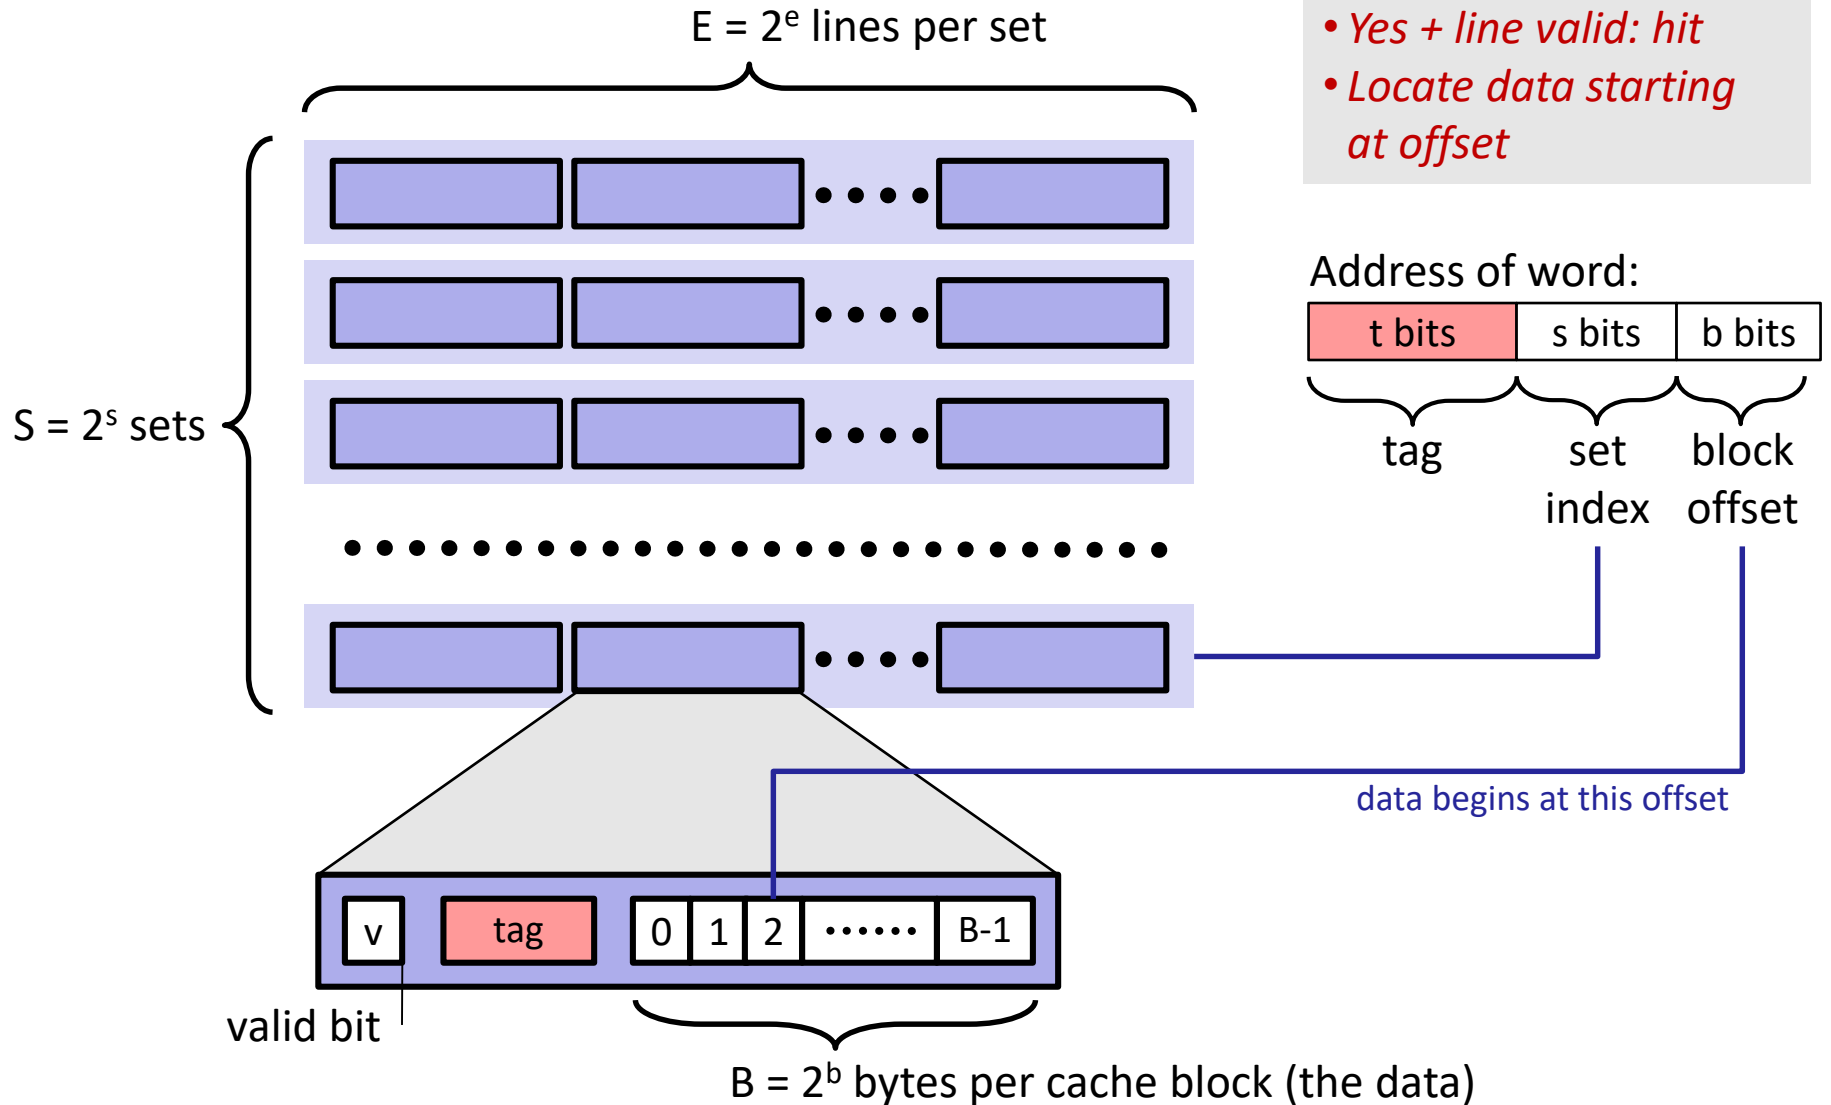 E = 2ᵉ lines per set
• Yes + line valid: hit
• Locate data starting
at offset
Address of word:
t bits s bits b bits
tag set block
index offset
S = 2ˢ sets
data begins at this offset
v tag 0 1 2 •••••• B-1
valid bit
B = 2ᵇ bytes per cache block (the data)